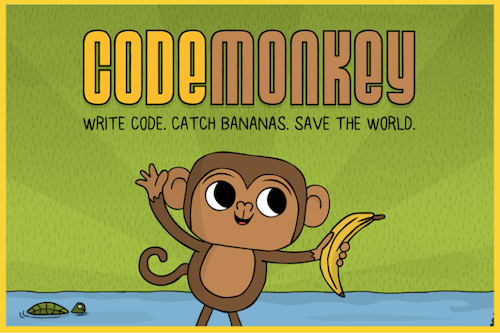 CODEMONKEY
WRITE CODE. CATCH BANANAS. SAVE THE WORLD.